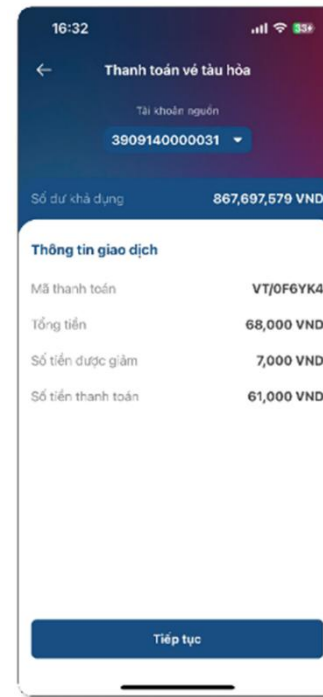 16:32
33
Thanh toán vé tàu hỏa
Tài khoản nguồn
3909140000031
Số dư khả dụng 867,697,579 VND
Thông tin giao dịch
Mã thanh toán VT/0F6YK4
Tổng tiền 68,000 VND
Số tiền được giảm 7,000 VND
Số tiền thanh toán 61,000 VND
Tiếp tục